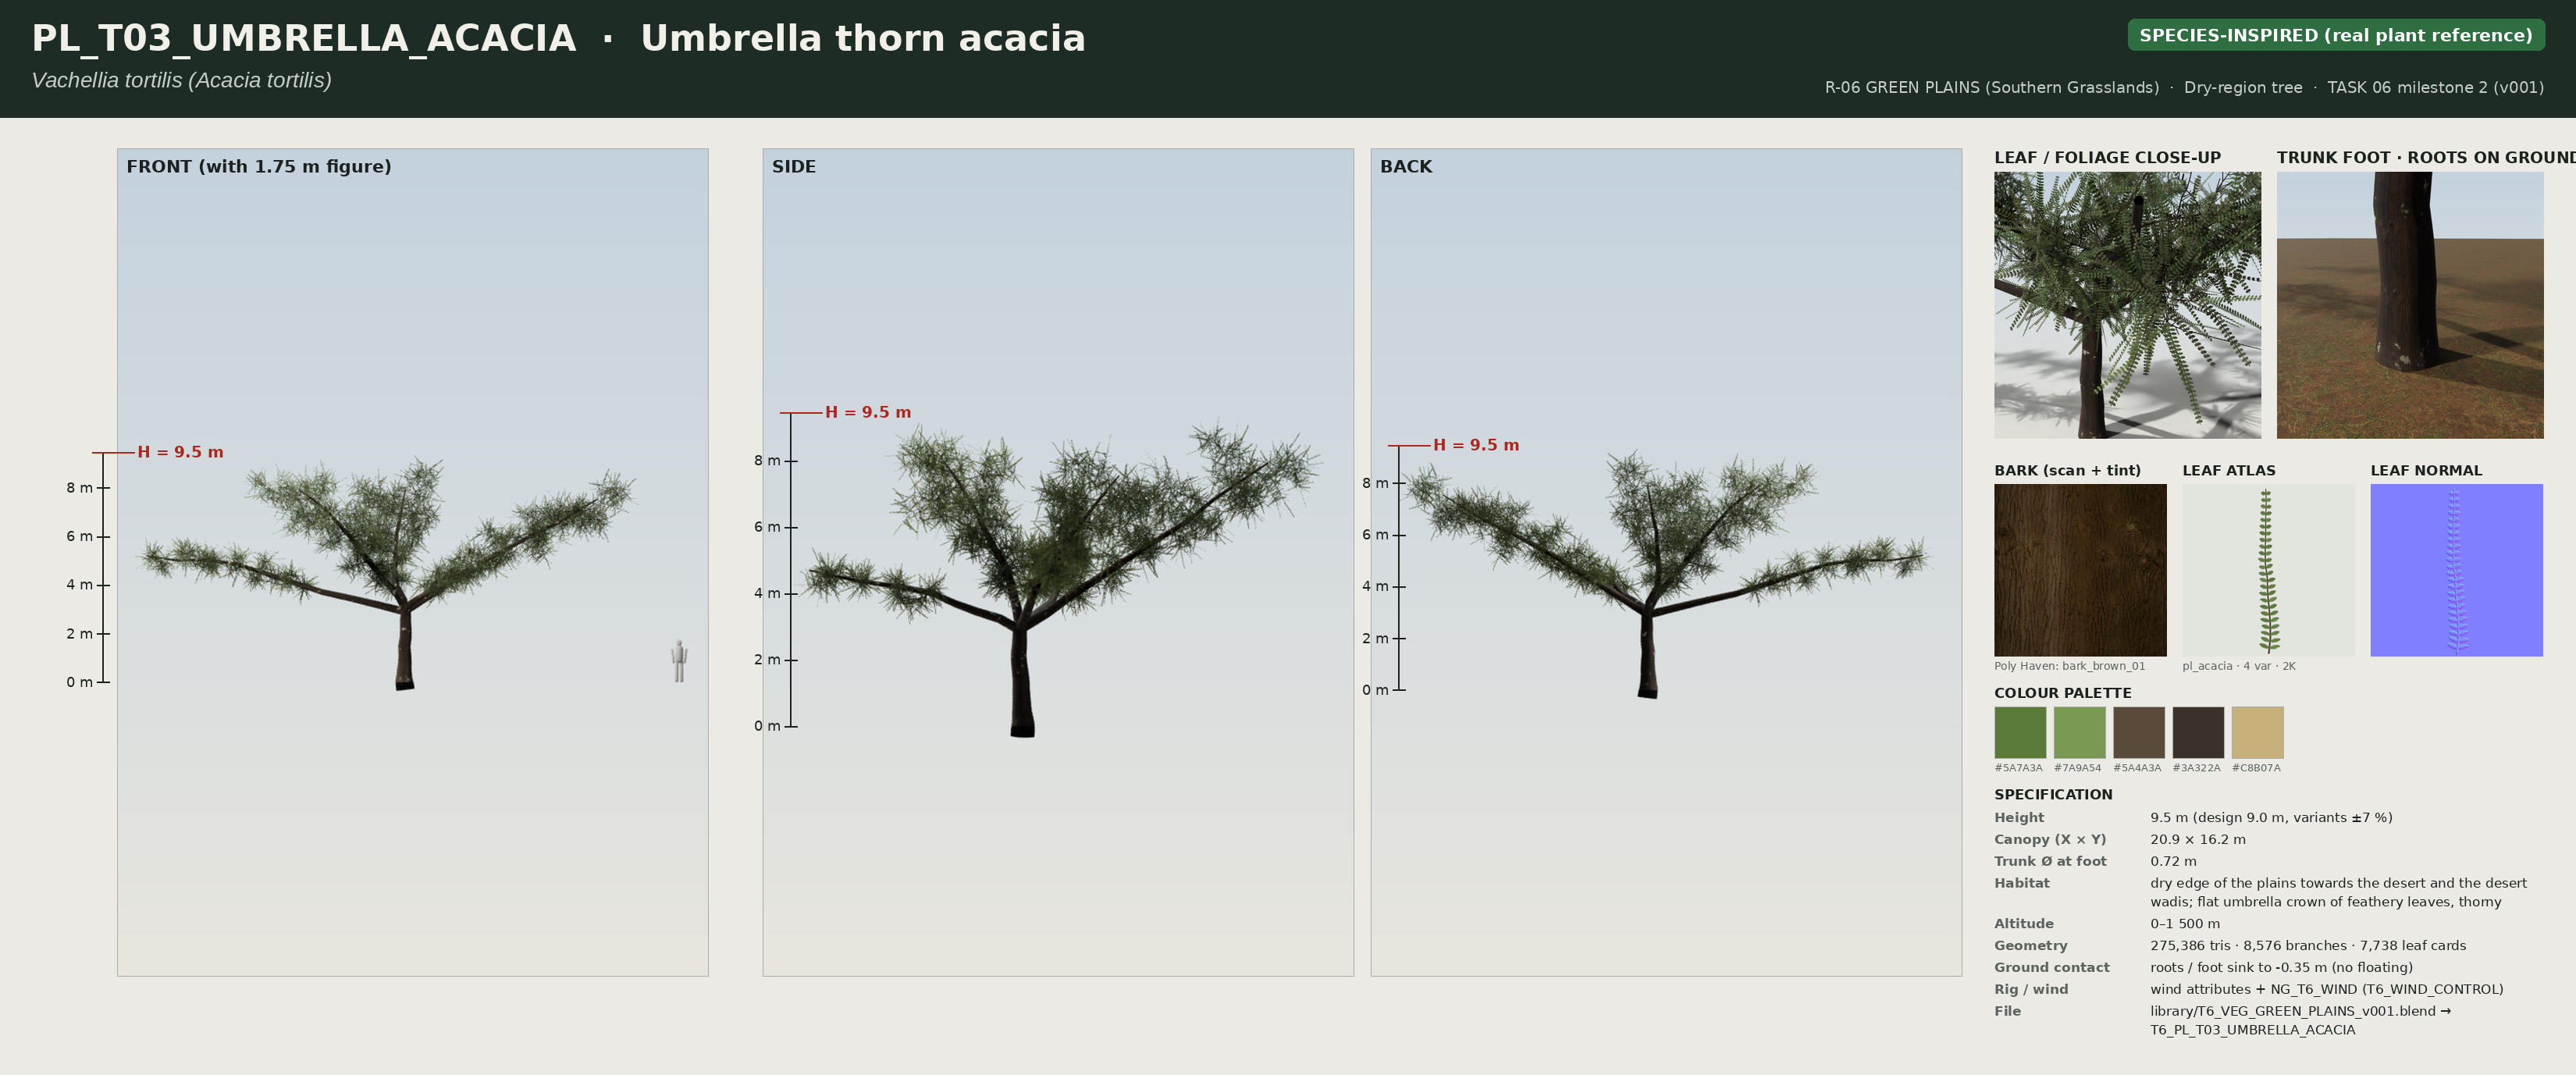 PL_T03_UMBRELLA_ACACIA · Umbrella thorn acacia
Vachellia tortilis (Acacia tortilis)
SPECIES-INSPIRED (real plant reference)
R-06 GREEN PLAINS (Southern Grasslands) · Dry-region tree · TASK 06 milestone 2 (v001)
FRONT (with 1.75 m figure)
H = 9.5 m
8 m
6 m
4 m
2 m
0 m
SIDE
H = 9.5 m
8 m
6 m
4 m
2 m
0 m
BACK
H = 9.5 m
8 m
6 m
4 m
2 m
0 m
LEAF / FOLIAGE CLOSE-UP
TRUNK FOOT · ROOTS ON GROUND
BARK (scan + tint)
LEAF ATLAS
LEAF NORMAL
Poly Haven: bark_brown_01
pl_acacia · 4 var · 2K
COLOUR PALETTE
#5A7A3A #7A9A54 #5A4A3A #3A322A #C8B07A
SPECIFICATION
Height 9.5 m (design 9.0 m, variants ±7 %)
Canopy (X × Y) 20.9 × 16.2 m
Trunk Ø at foot 0.72 m
Habitat dry edge of the plains towards the desert and the desert
wadis; flat umbrella crown of feathery leaves, thorny
Altitude 0–1 500 m
Geometry 275,386 tris · 8,576 branches · 7,738 leaf cards
Ground contact roots / foot sink to -0.35 m (no floating)
Rig / wind wind attributes + NG_T6_WIND (T6_WIND_CONTROL)
File library/T6_VEG_GREEN_PLAINS_v001.blend →
T6_PL_T03_UMBRELLA_ACACIA